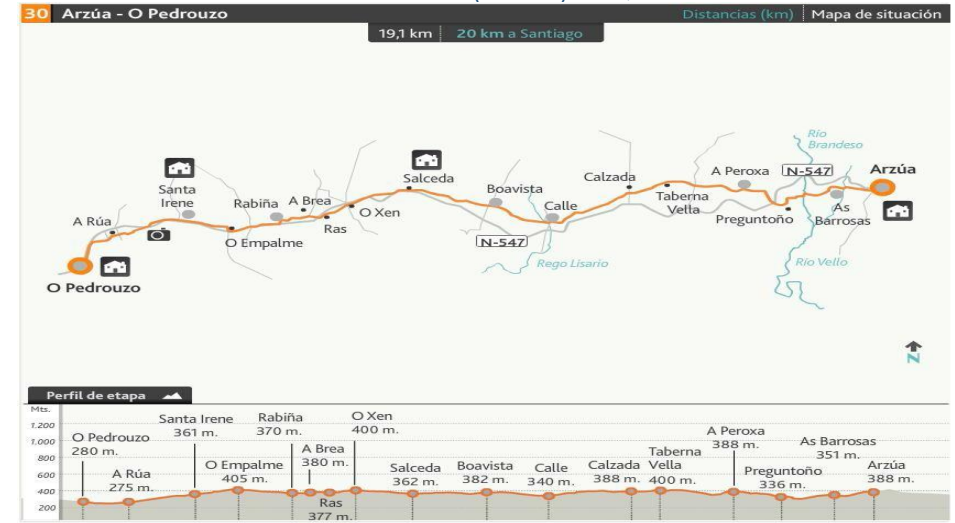 30 Arzúa - O Pedrouzo
Distancias (km) Mapa de situación
19,1 km 20 km a Santiago
Río
Brandeso
Arzúa
N-547
A Peroxa
Calzada
Salceda
Boavista
Santa
Irene
Rabiña
A Brea
O Xen
Calle
Taberna
Vella
Preguntoño
As
Barrosas
A Rúa
Ras
O Empalme
N-547
Rego Lisario
Río Vello
O Pedrouzo
N
Perfil de etapa
Mts.
1.200
1.000
800
600
400
200
O Pedrouzo
280 m.
A Rúa
275 m.
Santa Irene
361 m.
O Empalme
405 m.
Rabiña
370 m.
A Brea
380 m.
Ras
377 m.
O Xen
400 m.
Salceda
362 m.
Boavista
382 m.
Calle
340 m.
Calzada
388 m.
Taberna
Vella
400 m.
A Peroxa
388 m.
Preguntoño
336 m.
As Barrosas
351 m.
Arzúa
388 m.